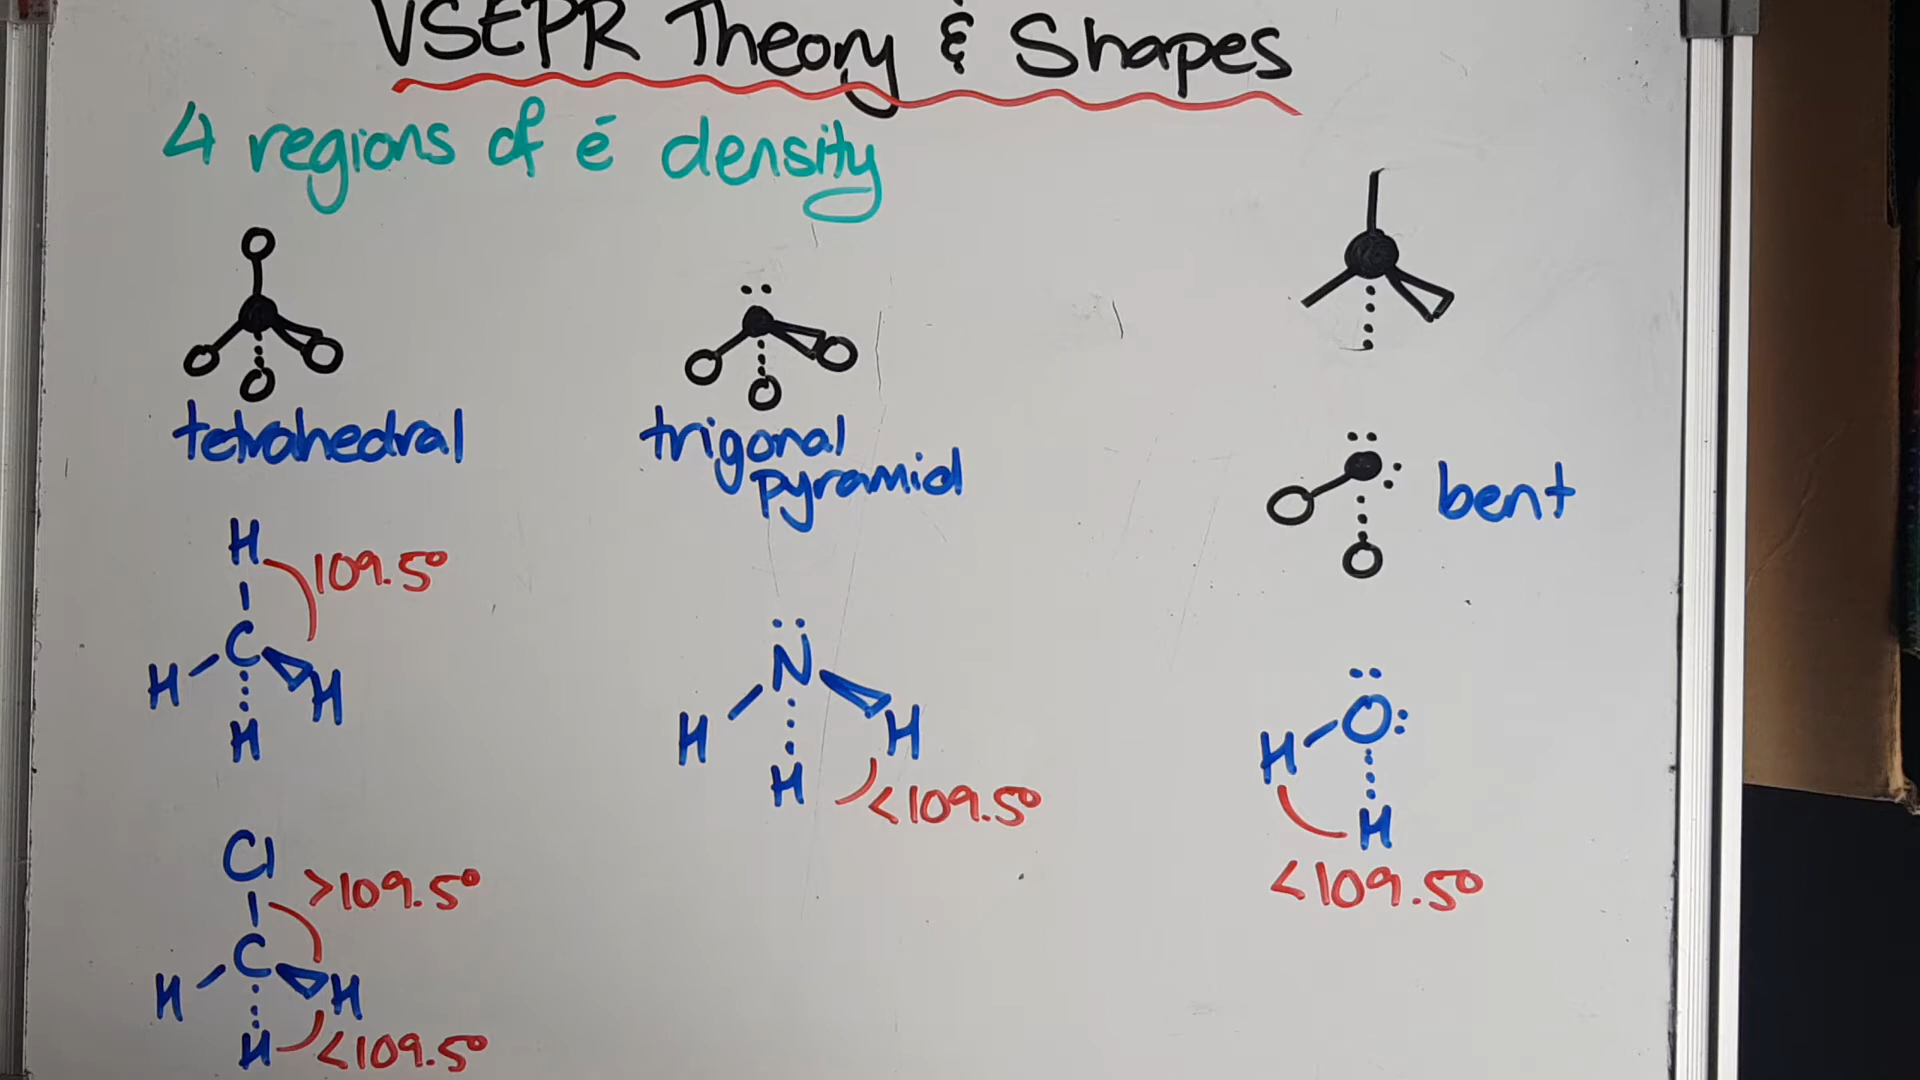 VSEPR Theory & Shapes
4 regions of ē density
tetrahedral
trigonal
pyramid
bent
H
109.5°
C
H
H
H
N
H
H
H
<109.5°
O
H
H
<109.5°
Cl
>109.5°
C
H
H
H
<109.5°